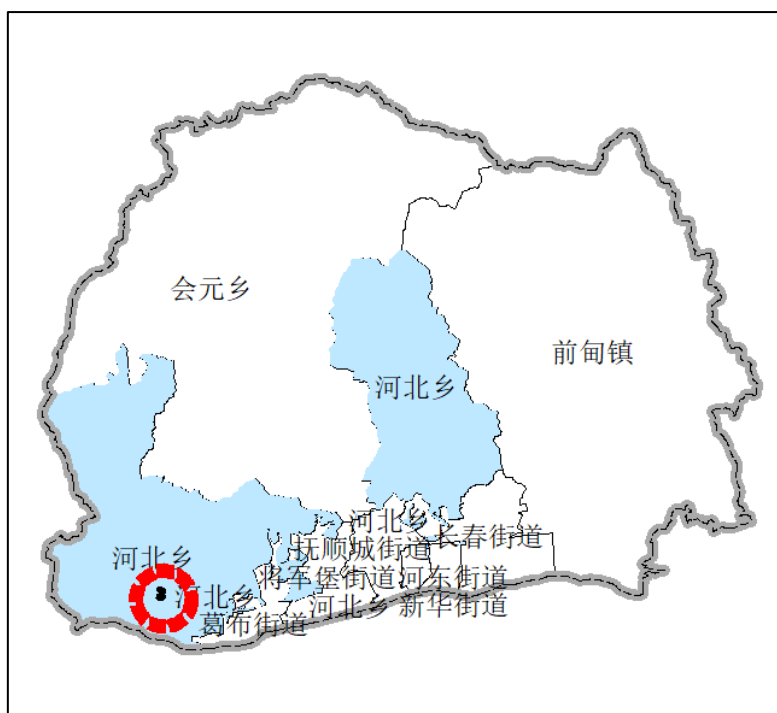 会元乡
前甸镇
河北乡
河北乡
长春街道
抚顺城街道
河北乡
将军堡街道
河东街道
河北乡
河北乡
新华街道
葛布街道